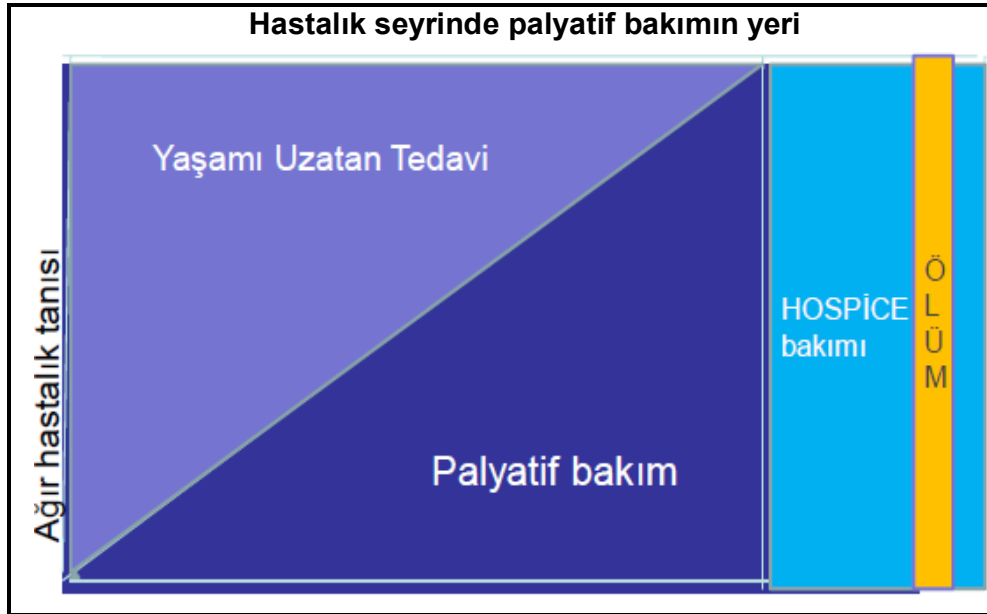 Hastalık seyrinde palyatif bakımın yeri
Yaşamı Uzatan Tedavi
Ağır hastalık tanısı
Palyatif bakım
HOSPİCE
bakımı
Ö
L
Ü
M